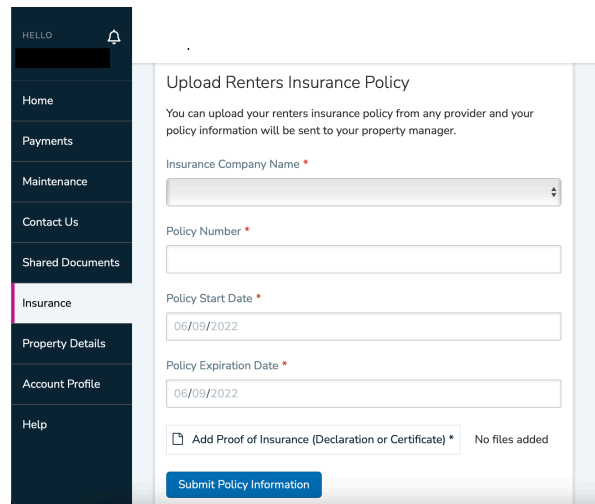 HELLO
Home
Payments
Maintenance
Contact Us
Shared Documents
Insurance
Property Details
Account Profile
Help
Upload Renters Insurance Policy
You can upload your renters insurance policy from any provider and your
policy information will be sent to your property manager.
Insurance Company Name *
Policy Number *
Policy Start Date *
06/09/2022
Policy Expiration Date *
06/09/2022
Add Proof of Insurance (Declaration or Certificate) * No files added
Submit Policy Information